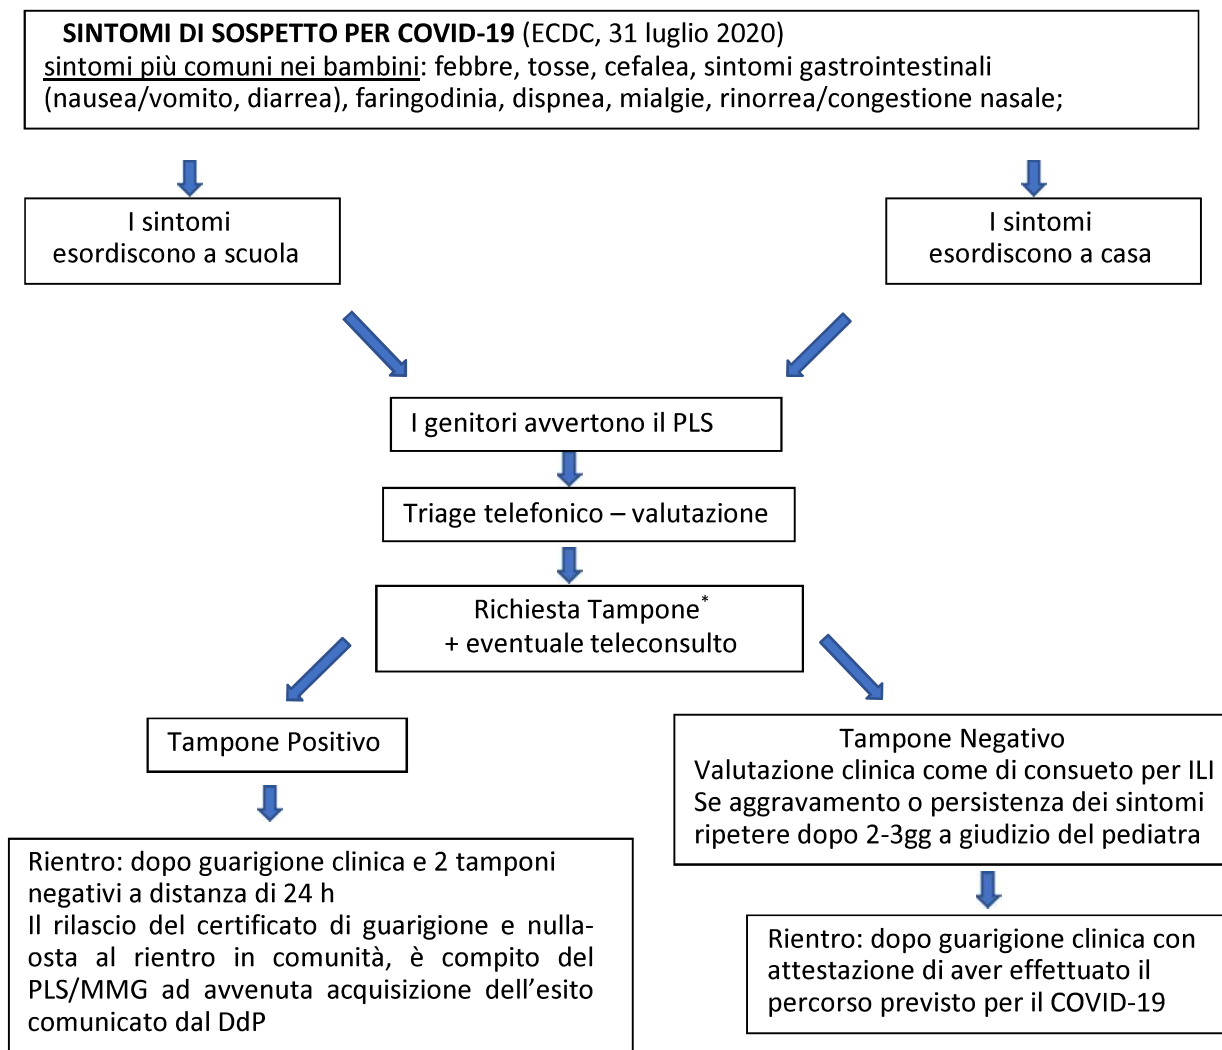 SINTOMI DI SOSPETTO PER COVID-19 (ECDC, 31 luglio 2020)
sintomi più comuni nei bambini: febbre, tosse, cefalea, sintomi gastrointestinali
(nausea/vomito, diarrea), faringodinia, dispnea, mialgie, rinorrea/congestione nasale;
I sintomi
esordiscono a scuola
I sintomi
esordiscono a casa
I genitori avvertono il PLS
Triage telefonico – valutazione
Richiesta Tampone*
+ eventuale teleconsulto
Tampone Positivo
Tampone Negativo
Valutazione clinica come di consueto per ILI
Se aggravamento o persistenza dei sintomi
ripetere dopo 2-3gg a giudizio del pediatra
Rientro: dopo guarigione clinica e 2 tamponi
negativi a distanza di 24 h
Il rilascio del certificato di guarigione e nulla-
osta al rientro in comunità, è compito del
PLS/MMG ad avvenuta acquisizione dell’esito
comunicato dal DdP
Rientro: dopo guarigione clinica con
attestazione di aver effettuato il
percorso previsto per il COVID-19